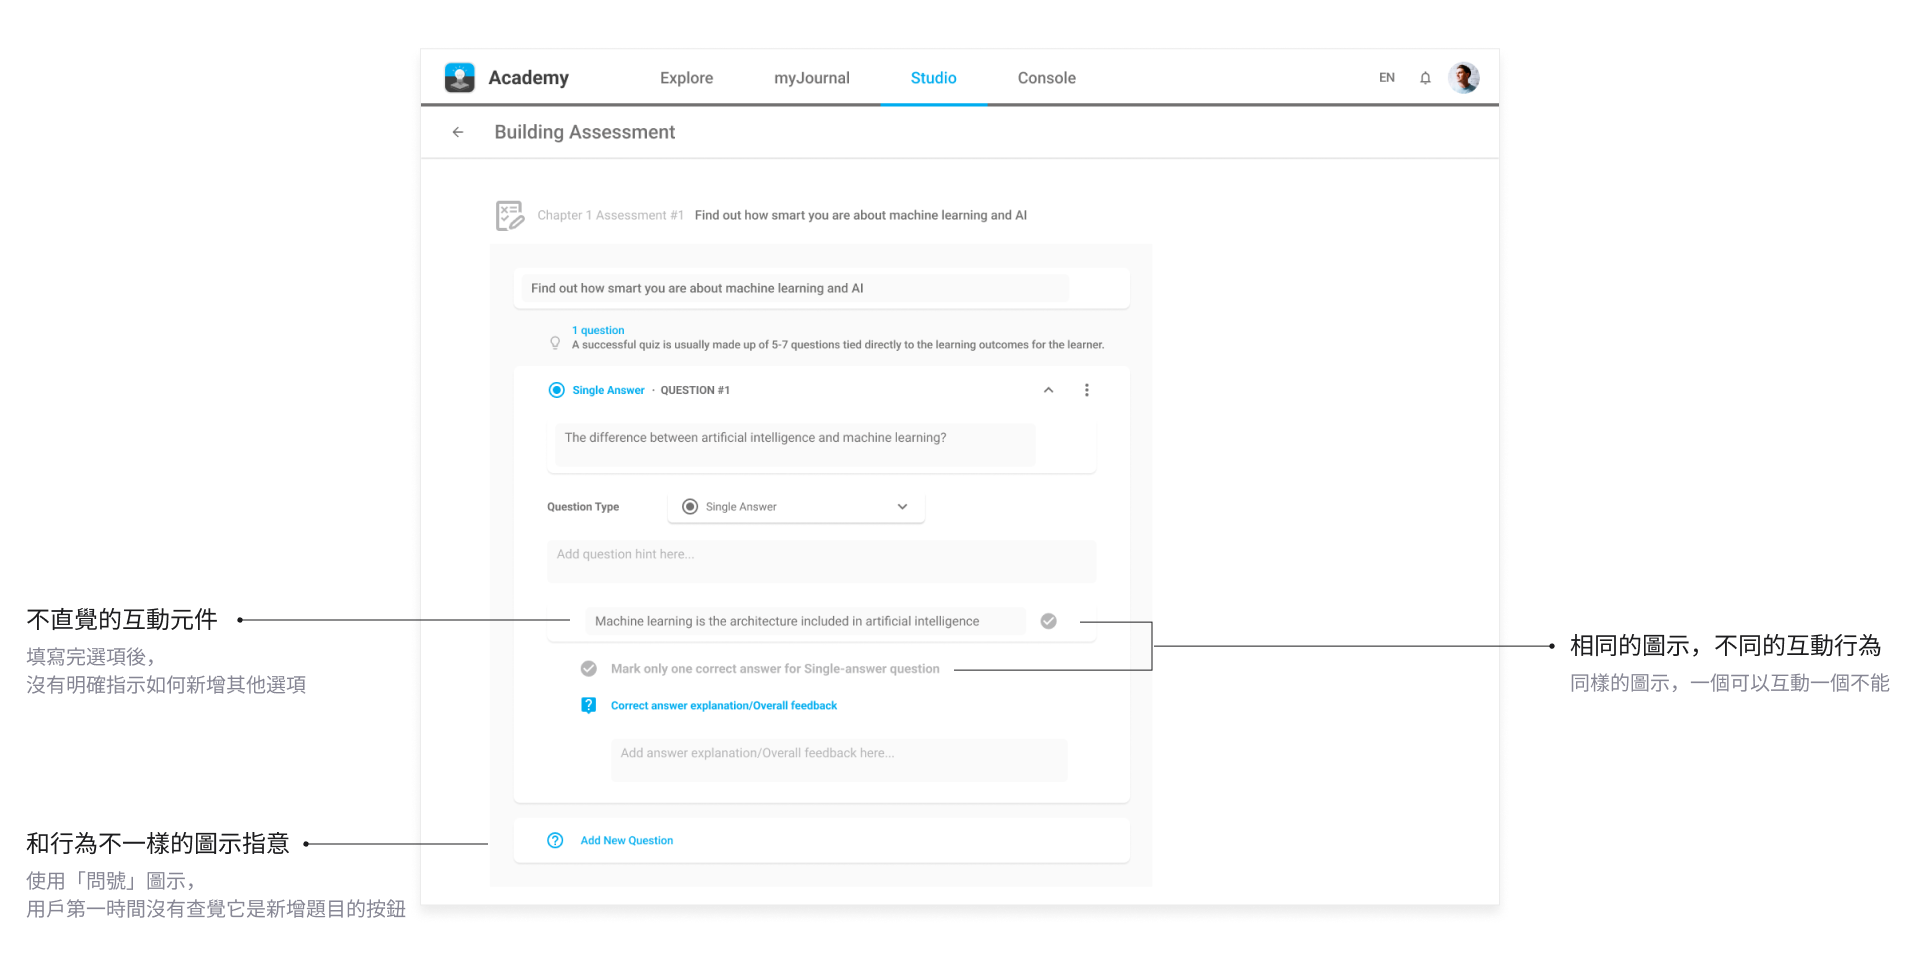 Academy
Explore
myJournal
Studio
Console
EN
Building Assessment
Chapter 1 Assessment #1 Find out how smart you are about machine learning and AI
Find out how smart you are about machine learning and AI
1 question
A successful quiz is usually made up of 5-7 questions tied directly to the learning outcomes for the learner.
Single Answer · QUESTION #1
The difference between artificial intelligence and machine learning?
Question Type
Single Answer
Add question hint here...
Machine learning is the architecture included in artificial intelligence
Mark only one correct answer for Single-answer question
Correct answer explanation/Overall feedback
Add answer explanation/Overall feedback here...
Add New Question
不直覺的互動元件
填寫完選項後，
沒有明確指示如何新增其他選項
和行為不一樣的圖示指意
使用「問號」圖示，
用戶第一時間沒有查覺它是新增題目的按鈕
相同的圖示，不同的互動行為
同樣的圖示，一個可以互動一個不能